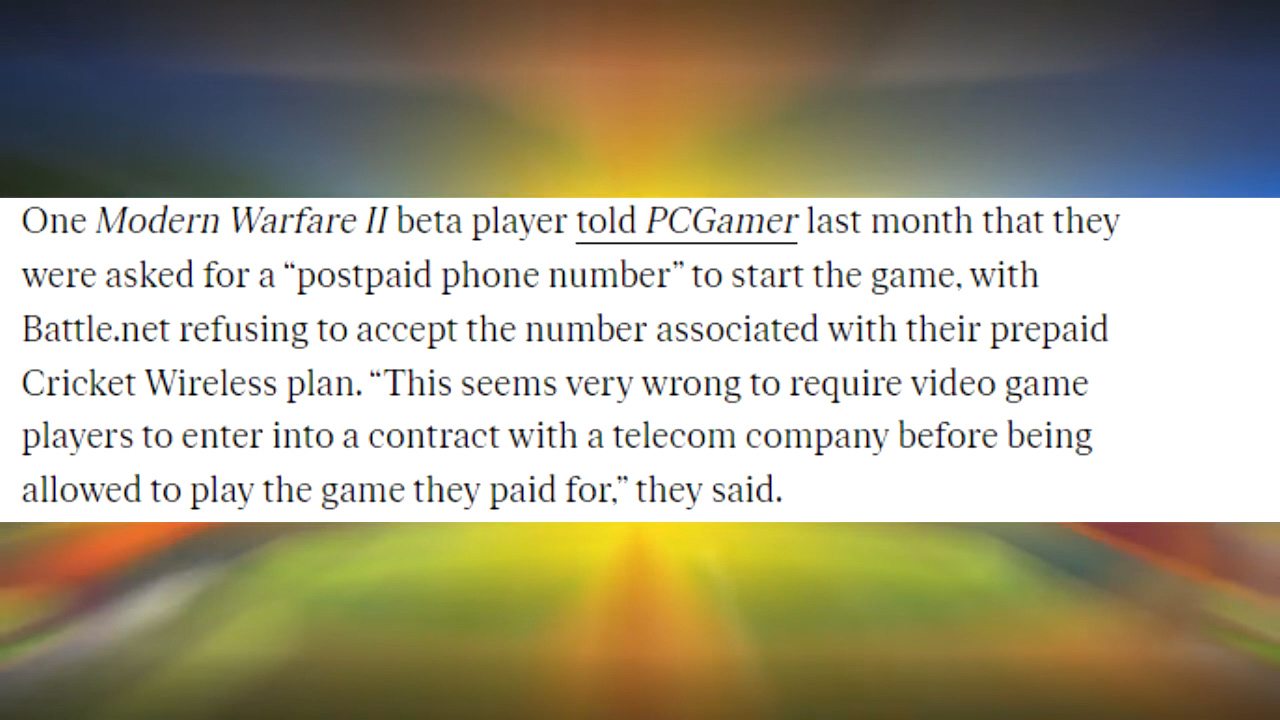 One Modern Warfare II beta player told PCGamer last month that they
were asked for a “postpaid phone number” to start the game, with
Battle.net refusing to accept the number associated with their prepaid
Cricket Wireless plan. “This seems very wrong to require video game
players to enter into a contract with a telecom company before being
allowed to play the game they paid for,” they said.